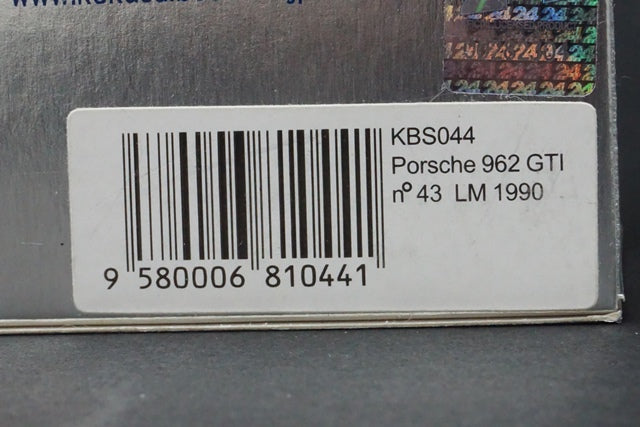 KBS044
Porsche 962 GTI
nº 43 LM 1990
9 580006 810441